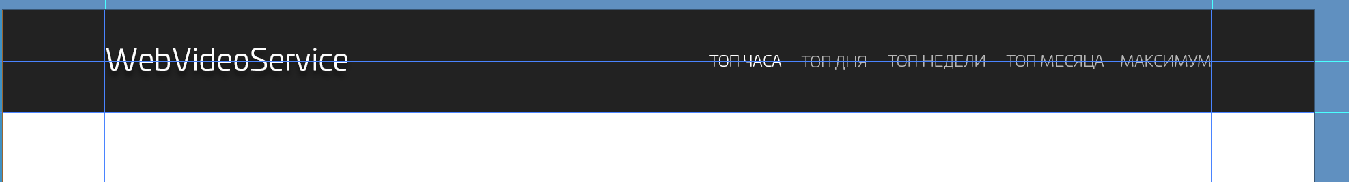 WebVideoService
ТОП ЧАСА ТОП ДНЯ ТОП НЕДЕЛИ ТОП МЕСЯЦА МАКСИМУМ